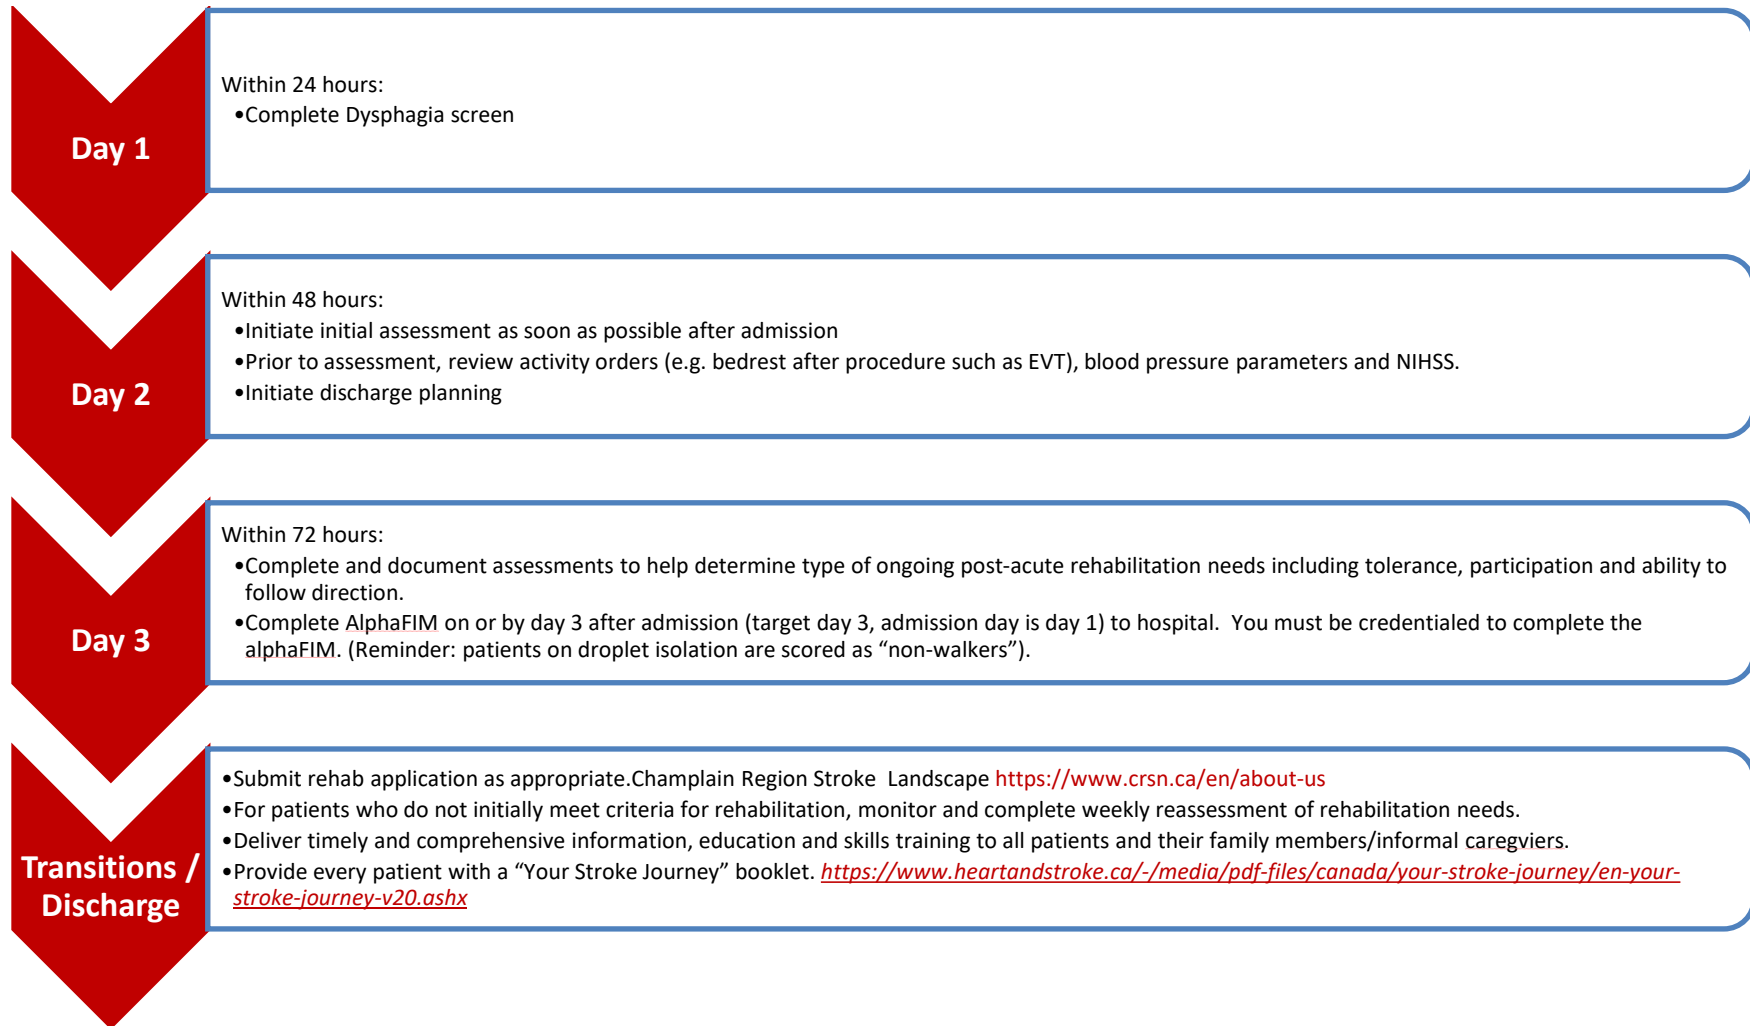 Day 1
Within 24 hours:
•Complete Dysphagia screen
Day 2
Within 48 hours:
•Initiate initial assessment as soon as possible after admission
•Prior to assessment, review activity orders (e.g. bedrest after procedure such as EVT), blood pressure parameters and NIHSS.
•Initiate discharge planning
Day 3
Within 72 hours:
•Complete and document assessments to help determine type of ongoing post-acute rehabilitation needs including tolerance, participation and ability to
follow direction.
•Complete AlphaFIM on or by day 3 after admission (target day 3, admission day is day 1) to hospital.  You must be credentialed to complete the
alphaFIM. (Reminder: patients on droplet isolation are scored as “non-walkers”).
Transitions /
Discharge
•Submit rehab application as appropriate.Champlain Region Stroke  Landscape https://www.crsn.ca/en/about-us
•For patients who do not initially meet criteria for rehabilitation, monitor and complete weekly reassessment of rehabilitation needs.
•Deliver timely and comprehensive information, education and skills training to all patients and their family members/informal caregviers.
•Provide every patient with a “Your Stroke Journey” booklet. https://www.heartandstroke.ca/-/media/pdf-files/canada/your-stroke-journey/en-your-
stroke-journey-v20.ashx